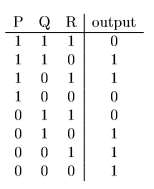 P Q R output
1 1 1 0
1 1 0 1
1 0 1 1
1 0 0 0
0 1 1 0
0 1 0 1
0 0 1 1
0 0 0 1